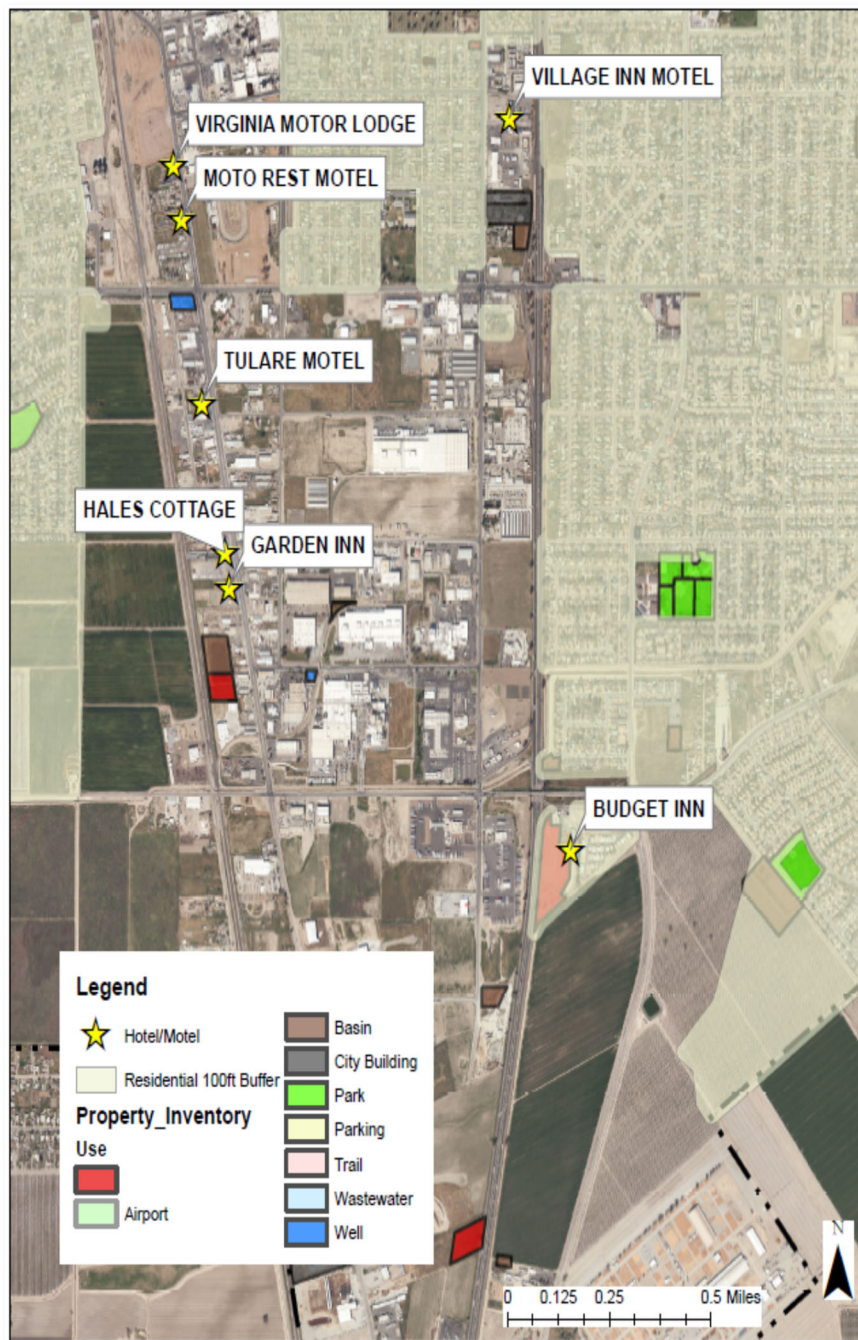 VILLAGE INN MOTEL
VIRGINIA MOTOR LODGE
MOTO REST MOTEL
TULARE MOTEL
HALES COTTAGE
GARDEN INN
BUDGET INN
Legend
Hotel/Motel
Residential 100ft Buffer
Property_Inventory
Use
Airport
Basin
City Building
Park
Parking
Trail
Wastewater
Well
N
0 0.125 0.25 0.5 Miles